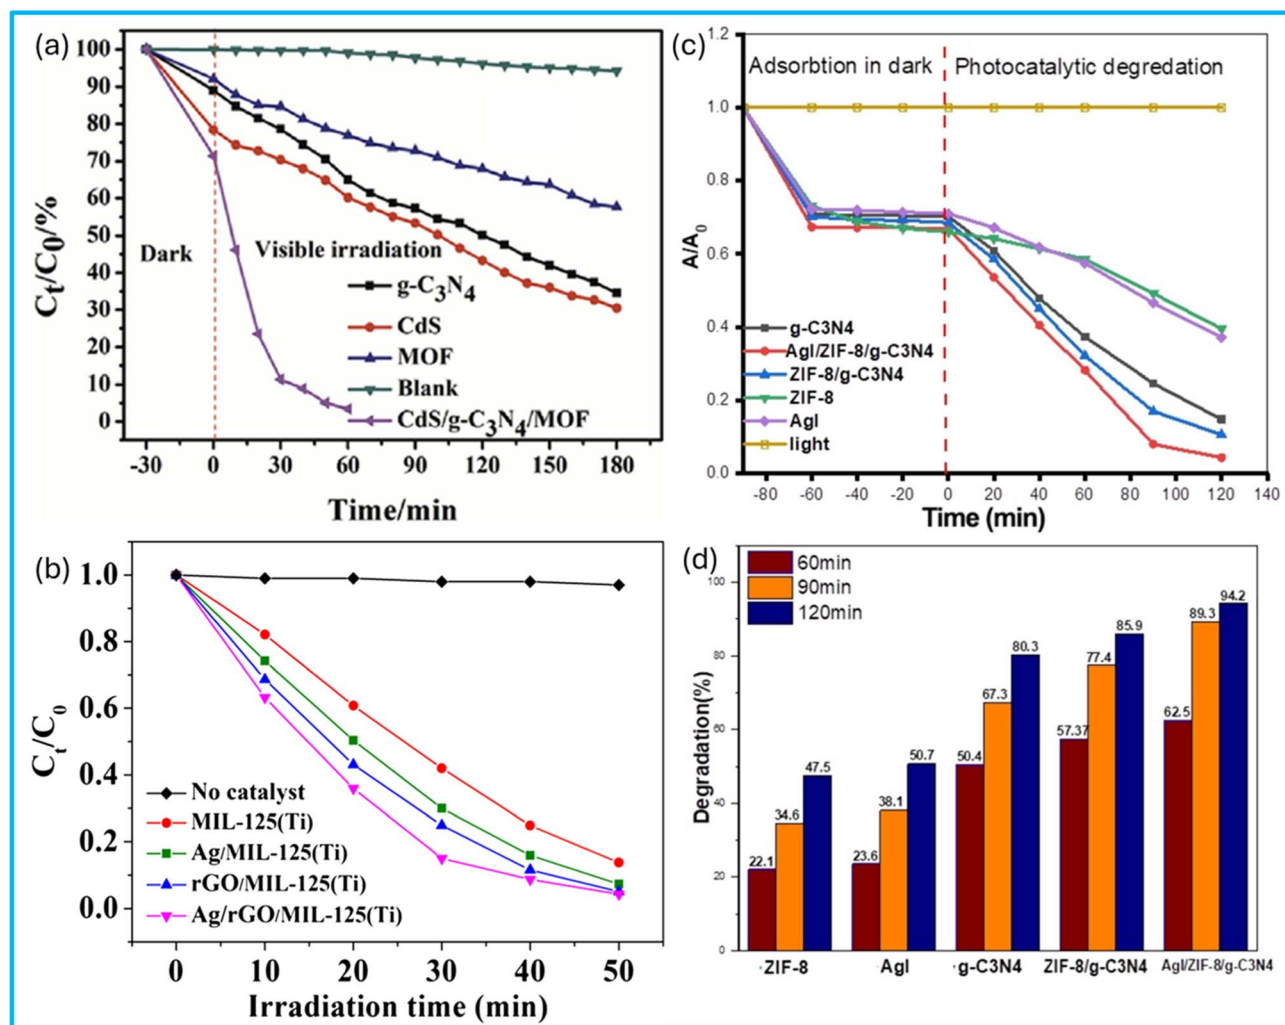 (a)
100
90
80
70
60
50
40
30
20
10
0
Ct/C0/%
Dark
Visible irradiation
g-C3N4
CdS
MOF
Blank
CdS/g-C3N4/MOF
-30 0 30 60 90 120 150 180
Time/min
(c)
1.2
1.0
0.8
0.6
0.4
0.2
0.0
A/A0
Adsorbtion in dark
Photocatalytic degredation
g-C3N4
AgI/ZIF-8/g-C3N4
ZIF-8/g-C3N4
ZIF-8
AgI
light
-80 -60 -40 -20 0 20 40 60 80 100 120 140
Time (min)
(b)
1.0
0.8
0.6
0.4
0.2
0.0
Ct/C0
No catalyst
MIL-125(Ti)
Ag/MIL-125(Ti)
rGO/MIL-125(Ti)
Ag/rGO/MIL-125(Ti)
0 10 20 30 40 50
Irradiation time (min)
(d)
60min
90min
120min
100
80
60
40
20
0
Degradation(%)
22.1 34.6 47.5
23.6 38.1 50.7
50.4 67.3 80.3
57.37 77.4 85.9
62.5 89.3 94.2
ZIF-8 AgI g-C3N4 ZIF-8/g-C3N4 AgI/ZIF-8/g-C3N4